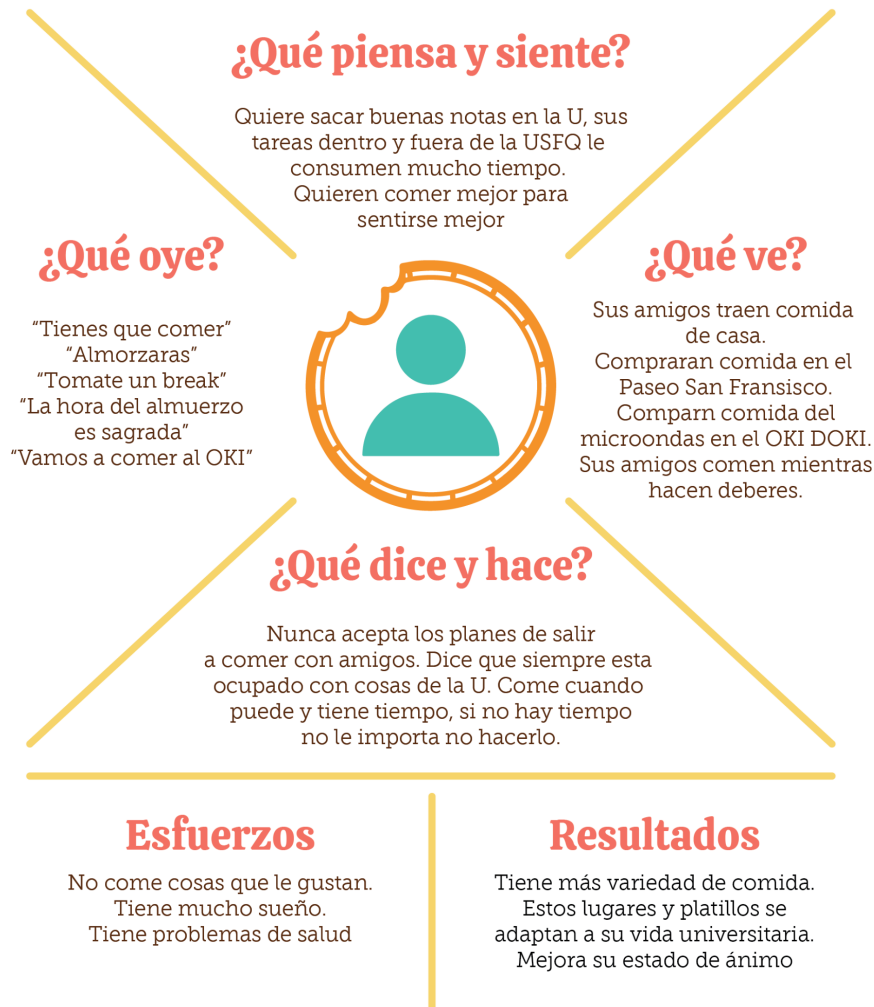 ¿Qué piensa y siente?
Quiere sacar buenas notas en la U, sus
tareas dentro y fuera de la USFQ le
consumen mucho tiempo.
Quieren comer mejor para
sentirse mejor
¿Qué oye?
“Tienes que comer”
“Almorzaras”
“Tomate un break”
“La hora del almuerzo
es sagrada”
“Vamos a comer al OKI”
¿Qué ve?
Sus amigos traen comida
de casa.
Compraran comida en el
Paseo San Fransisco.
Comparn comida del
microondas en el OKI DOKI.
Sus amigos comen mientras
hacen deberes.
¿Qué dice y hace?
Nunca acepta los planes de salir
a comer con amigos. Dice que siempre esta
ocupado con cosas de la U. Come cuando
puede y tiene tiempo, si no hay tiempo
no le importa no hacerlo.
Esfuerzos
No come cosas que le gustan.
Tiene mucho sueño.
Tiene problemas de salud
Resultados
Tiene más variedad de comida.
Estos lugares y platillos se
adaptan a su vida universitaria.
Mejora su estado de ánimo